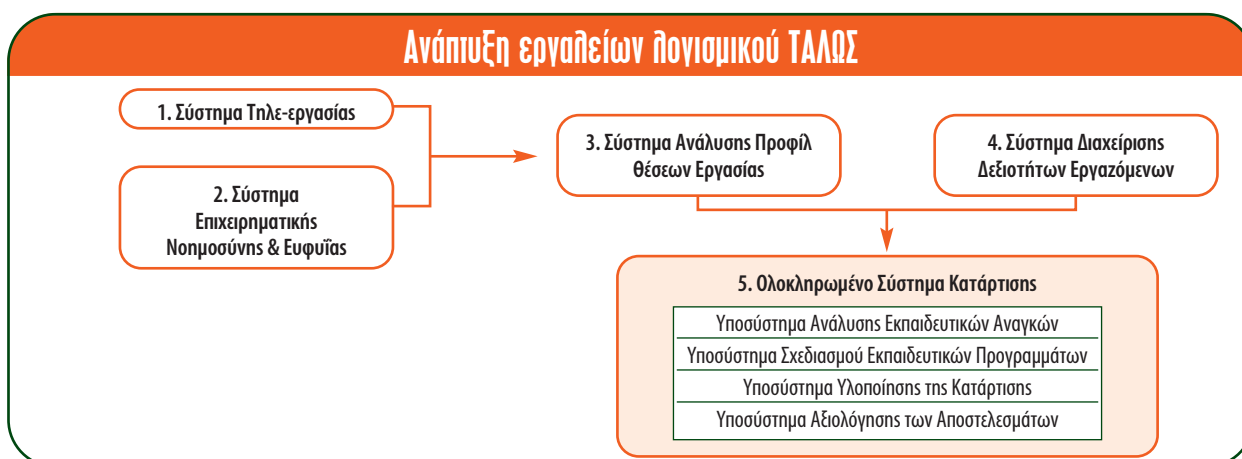 Ανάπτυξη εργαλείων λογισμικού ΤΑΛΩΣ
1. Σύστημα Τηλε-εργασίας
2. Σύστημα
Επιχειρηματικής
Νοημοσύνης & Ευφυΐας
3. Σύστημα Ανάλυσης Προφίλ
Θέσεων Εργασίας
4. Σύστημα Διαχείρισης
Δεξιοτήτων Εργαζόμενων
5. Ολοκληρωμένο Σύστημα Κατάρτισης
Υποσύστημα Ανάλυσης Εκπαιδευτικών Αναγκών
Υποσύστημα Σχεδιασμού Εκπαιδευτικών Προγραμμάτων
Υποσύστημα Υλοποίησης της Κατάρτισης
Υποσύστημα Αξιολόγησης των Αποστελεσμάτων